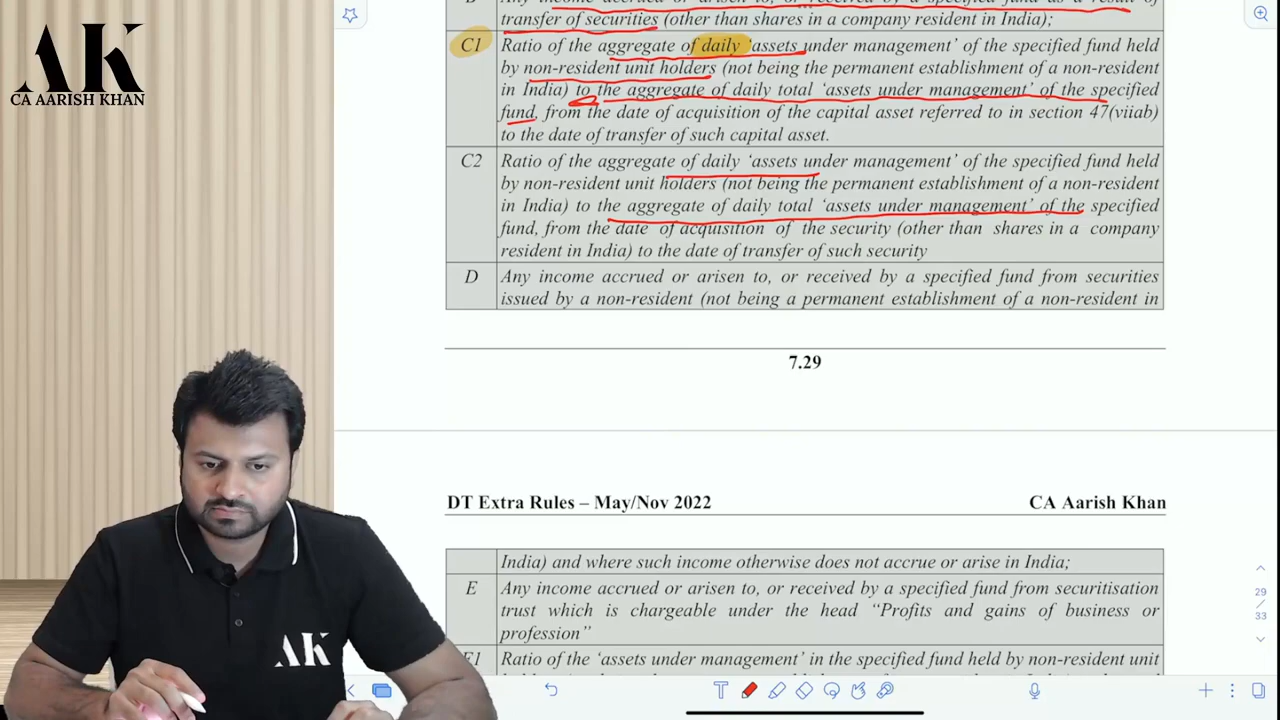 AK
CA AARISH KHAN
transfer of securities (other than shares in a company resident in India);
C1 Ratio of the aggregate of daily 'assets under management' of the specified fund held
by non-resident unit holders (not being the permanent establishment of a non-resident
in India) to the aggregate of daily total 'assets under management' of the specified
fund, from the date of acquisition of the capital asset referred to in section 47(viiab)
to the date of transfer of such capital asset.
C2 Ratio of the aggregate of daily 'assets under management' of the specified fund held
by non-resident unit holders (not being the permanent establishment of a non-resident
in India) to the aggregate of daily total 'assets under management' of the specified
fund, from the date of acquisition of the security (other than shares in a company
resident in India) to the date of transfer of such security
D Any income accrued or arisen to, or received by a specified fund from securities
issued by a non-resident (not being a permanent establishment of a non-resident in
7.29
DT Extra Rules – May/Nov 2022 CA Aarish Khan
India) and where such income otherwise does not accrue or arise in India;
E Any income accrued or arisen to, or received by a specified fund from securitisation
trust which is chargeable under the head “Profits and gains of business or
profession”
E1 Ratio of the 'assets under management' in the specified fund held by non-resident unit
29
/
33
AK
T